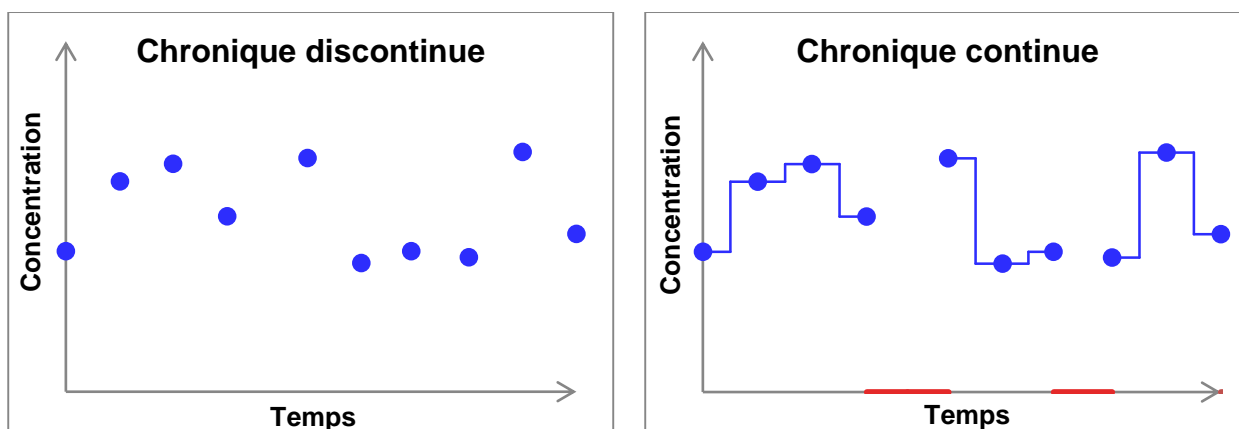 Chronique discontinue
Concentration
Temps
Chronique continue
Concentration
Temps